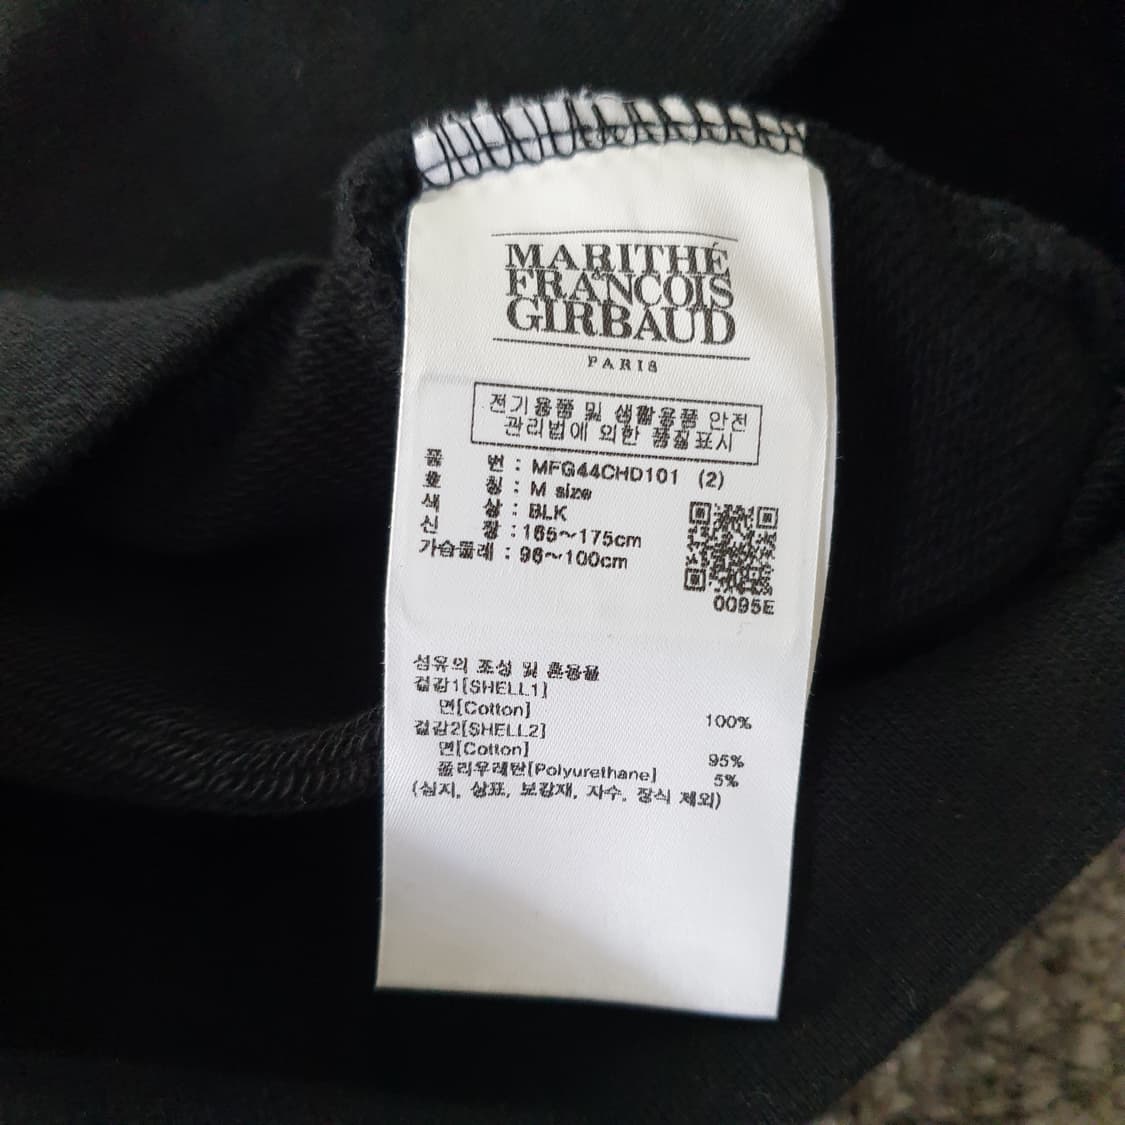 MARITHÉ
FRANÇOIS
GIRBAUD
PARIS
전기용품 및 생활용품 안전
관리법에 의한 품질표시
품 번 : MFG44CHD101 (2)
호 칭 : M size
색 상 : BLK
신 장 : 165~175cm
가슴둘레 : 96~100cm
0095E
섬유의 조성 및 혼용률
겉감1[SHELL1]
면[Cotton] 100%
겉감2[SHELL2]
면[Cotton] 95%
폴리우레탄[Polyurethane] 5%
(심지, 상표, 보강재, 자수, 장식 제외)